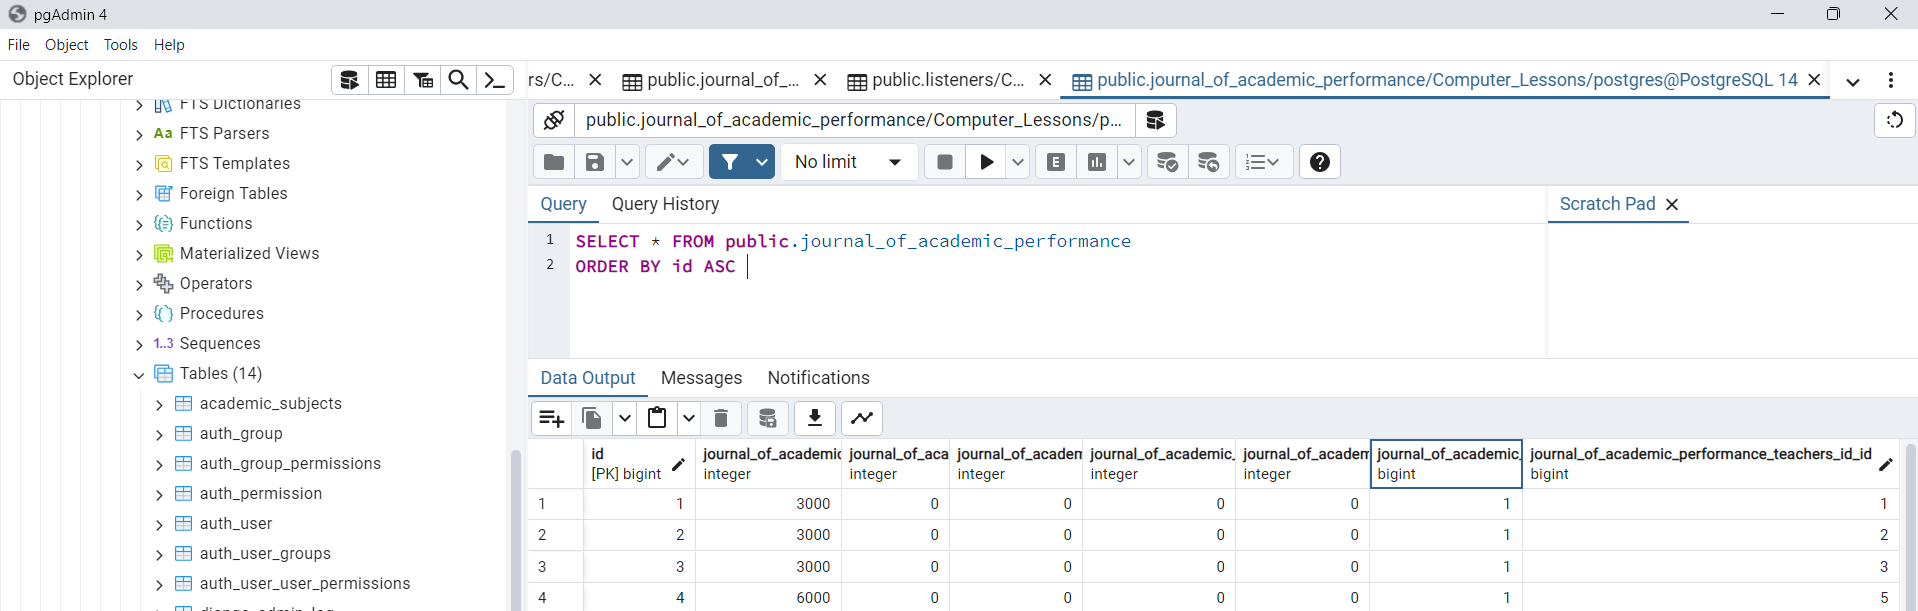 pgAdmin 4
File Object Tools Help
Object Explorer
FTS Dictionaries
Aa FTS Parsers
FTS Templates
Foreign Tables
Functions
Materialized Views
Operators
Procedures
1..3 Sequences
Tables (14)
academic_subjects
auth_group
auth_group_permissions
auth_permission
auth_user
auth_user_groups
auth_user_user_permissions
rs/C... public.journal_of_... public.listeners/C... public.journal_of_academic_performance/Computer_Lessons/postgres@PostgreSQL 14
public.journal_of_academic_performance/Computer_Lessons/p...
No limit E
Query Query History Scratch Pad
1 SELECT * FROM public.journal_of_academic_performance
2 ORDER BY id ASC
Data Output Messages Notifications
id journal_of_academic journal_of_aca journal_of_academ journal_of_academic_ journal_of_academ journal_of_academic_ journal_of_academic_performance_teachers_id_id
[PK] bigint integer integer integer integer integer bigint bigint
1 1 3000 0 0 0 0 1 1
2 2 3000 0 0 0 0 1 2
3 3 3000 0 0 0 0 1 3
4 4 6000 0 0 0 0 1 5